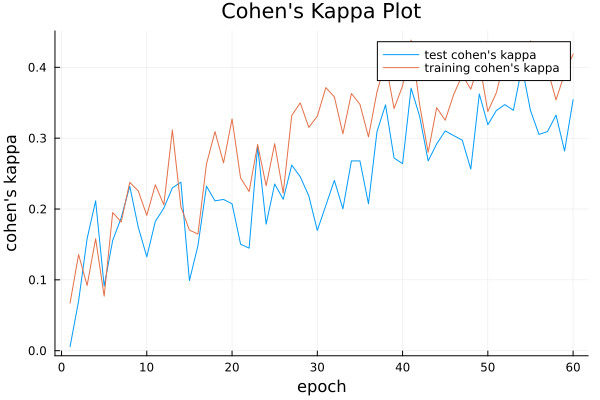 Cohen's Kappa Plot
test cohen's kappa
training cohen's kappa
cohen's kappa
0.4
0.3
0.2
0.1
0.0
0 10 20 30 40 50 60
epoch